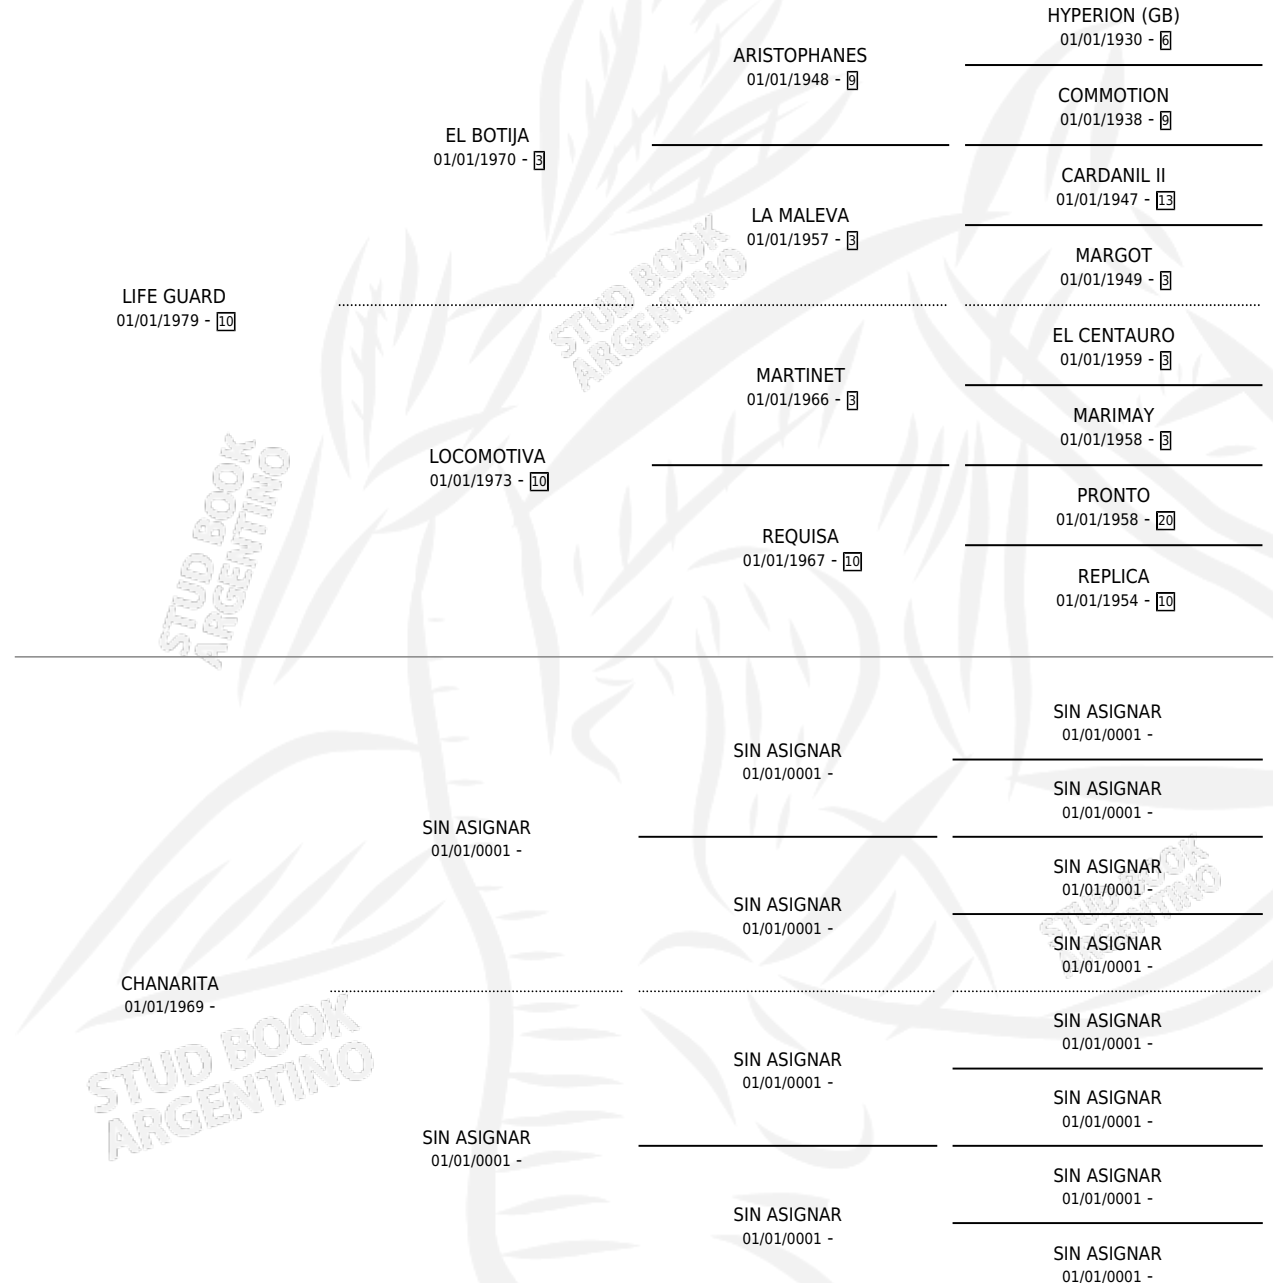 HYPERION (GB)
01/01/1930 - 6
ARISTOPHANES
01/01/1948 - 9
COMMOTION
01/01/1938 - 9
EL BOTIJA
01/01/1970 - 3
CARDANIL II
01/01/1947 - 13
LA MALEVA
01/01/1957 - 3
MARGOT
01/01/1949 - 3
LIFE GUARD
01/01/1979 - 10
EL CENTAURO
01/01/1959 - 3
MARTINET
01/01/1966 - 3
MARIMAY
01/01/1958 - 3
LOCOMOTIVA
01/01/1973 - 10
PRONTO
01/01/1958 - 20
REQUISA
01/01/1967 - 10
REPLICA
01/01/1954 - 10
STUD BOOK
ARGENTINO
STUD BOOK
ARGENTINO
SIN ASIGNAR
01/01/0001 -
SIN ASIGNAR
01/01/0001 -
SIN ASIGNAR
01/01/0001 -
SIN ASIGNAR
01/01/0001 -
SIN ASIGNAR
01/01/0001 -
SIN ASIGNAR
01/01/0001 -
SIN ASIGNAR
01/01/0001 -
CHANARITA
01/01/1969 -
SIN ASIGNAR
01/01/0001 -
SIN ASIGNAR
01/01/0001 -
SIN ASIGNAR
01/01/0001 -
SIN ASIGNAR
01/01/0001 -
SIN ASIGNAR
01/01/0001 -
SIN ASIGNAR
01/01/0001 -
SIN ASIGNAR
01/01/0001 -
STUD BOOK
ARGENTINO
STUD BOOK
ARGENTINO